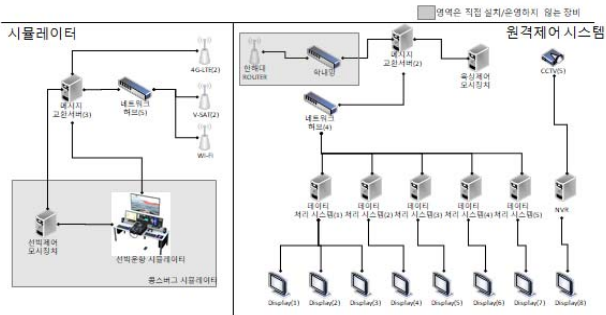 영역은 직접 설치/운영하지 않는 장비
시뮬레이터
원격제어 시스템
4G-LTE(2)
메시지
교환서버(3)
네트워크
허브(5)
V-SAT(2)
Wi-Fi
선박제어
모시장치
선박운항 시뮬레이터
콩스버그 시뮬레이터
한해대
ROUTER
학내망
메시지
교환서버(2)
육상제어
모시장치
CCTV(5)
네트워크
허브(4)
데이터
처리 시스템(1)
데이터
처리 시스템(2)
데이터
처리 시스템(3)
데이터
처리 시스템(4)
데이터
처리 시스템(5)
NVR
Display(1)
Display(2)
Display(3)
Display(4)
Display(5)
Display(6)
Display(7)
Display(8)